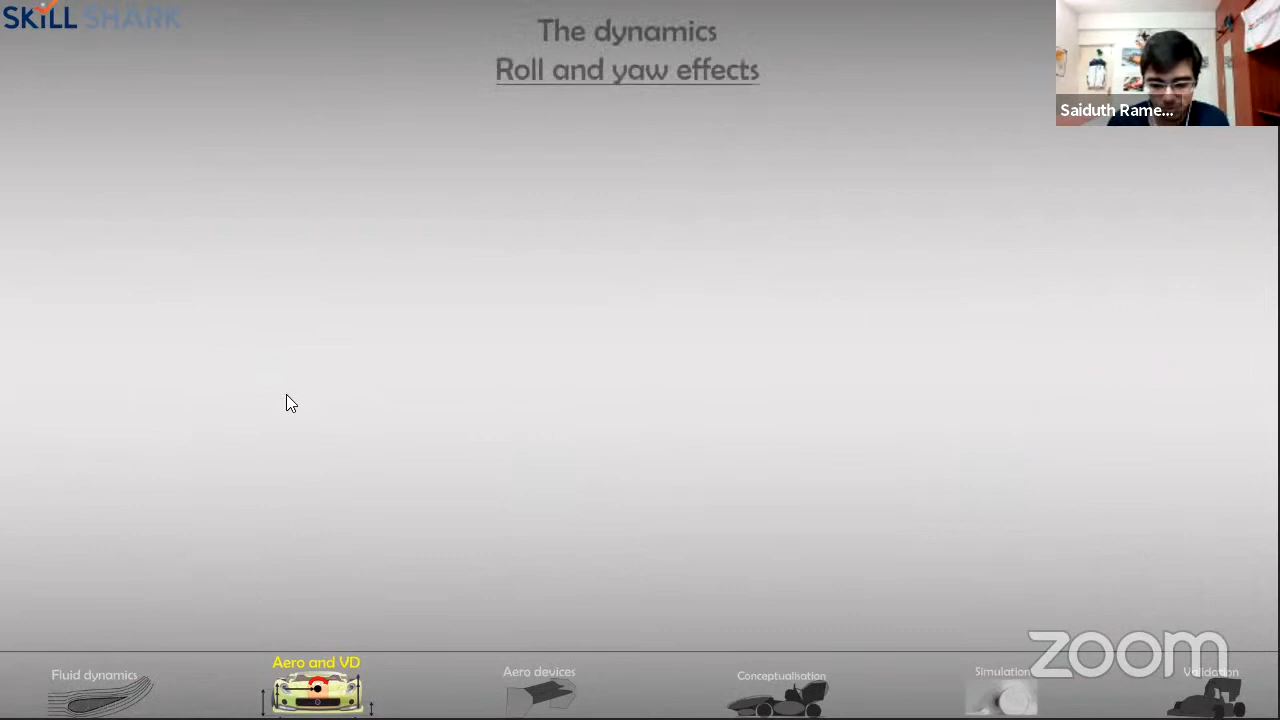 SKILL SHARK
The dynamics
Roll and yaw effects
Saiduth Rame...
Fluid dynamics
Aero and VD
Aero devices
Conceptualisation
Simulation
Validation
zoom